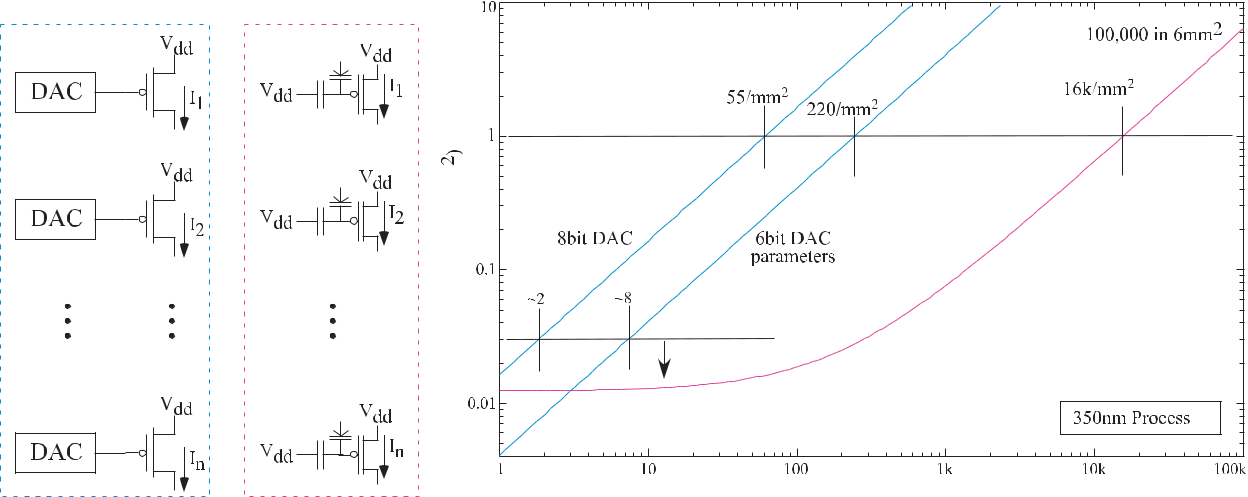 Vdd
DAC
I1
Vdd
DAC
I2
Vdd
DAC
In
Vdd
Vdd
I1
Vdd
Vdd
I2
Vdd
Vdd
In
2)
10
1
0.1
0.01
100,000 in 6mm2
55/mm2
220/mm2
16k/mm2
8bit DAC
6bit DAC
parameters
~2
~8
350nm Process
1
10
100
1k
10k
100k